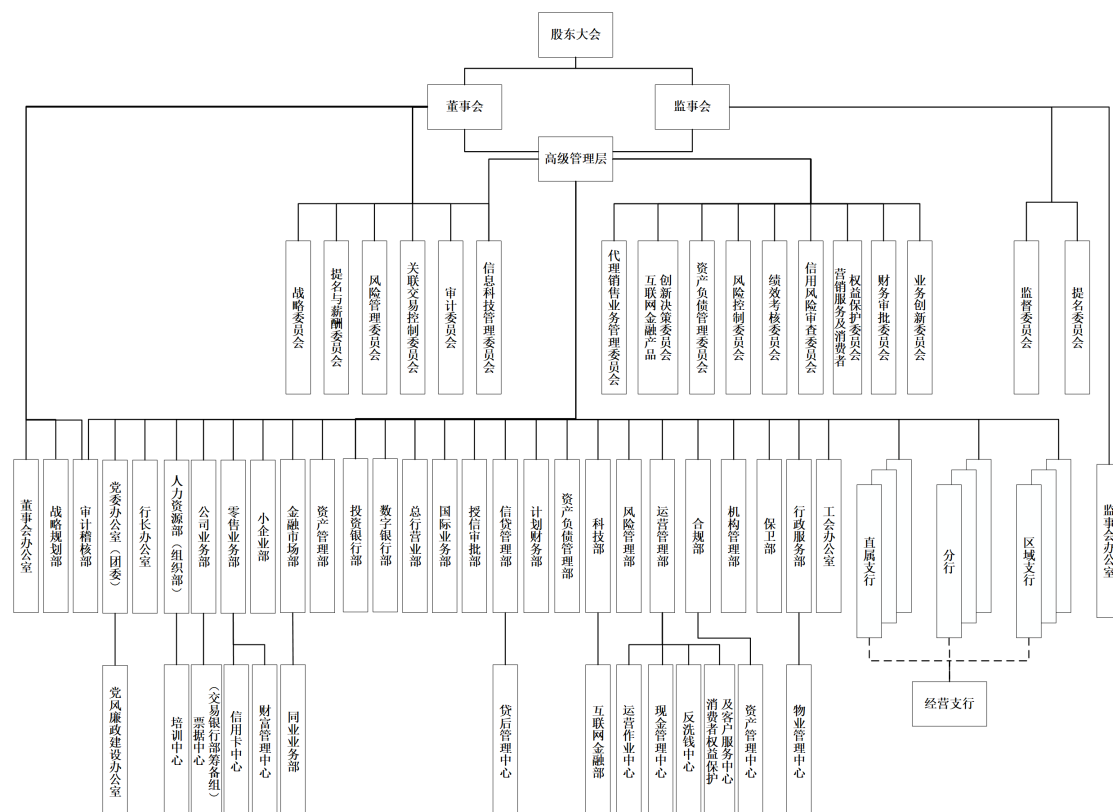 股东大会
董事会
监事会
高级管理层
战略委员会
提名与薪酬委员会
风险管理委员会
关联交易控制委员会
审计委员会
信息科技管理委员会
代理销售业务管理委员会
互联网金融产品
创新决策委员会
资产负债管理委员会
风险控制委员会
绩效考核委员会
信用风险审查委员会
营销服务及消费者
权益保护委员会
财务审批委员会
业务创新委员会
监督委员会
提名委员会
董事会办公室
战略规划部
审计稽核部
党委办公室（团委）
行长办公室
人力资源部（组织部）
公司业务部
零售业务部
小企业部
金融市场部
资产管理部
投资银行部
数字银行部
总行营业部
国际业务部
授信审批部
信贷管理部
计划财务部
资产负债管理部
科技部
风险管理部
运营管理部
合规部
机构管理部
保卫部
行政服务部
工会办公室
直属支行
分行
区域支行
监事会办公室
党风廉政建设办公室
培训中心
票据中心
（交易银行部筹备组）
信用卡中心
财富管理中心
同业业务部
贷后管理中心
互联网金融部
运营作业中心
现金管理中心
反洗钱中心
消费者权益保护
及客户服务中心
资产管理中心
物业管理中心
经营支行